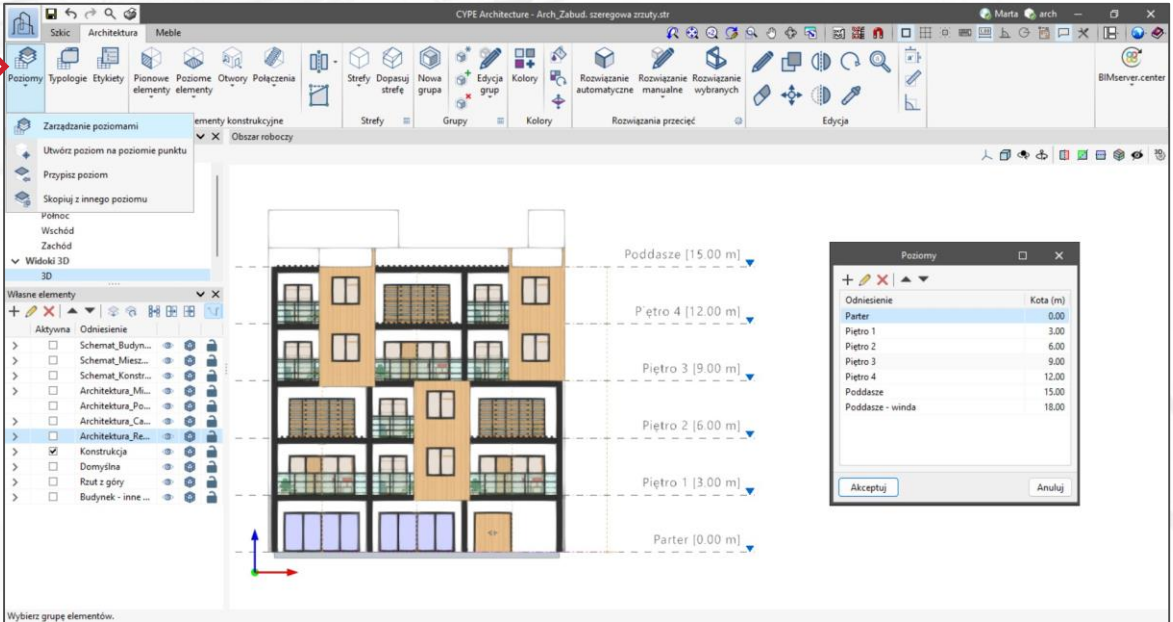 CYPE Architecture - Arch_Zabud. szeregowa zrzuty.str
Marta arch
Szkic Architektura Meble
Poziomy Typologie Etykiety Pionowe elementy Poziome elementy Otwory Połączenia
Strefy Dopasuj strefę Nowa grupa Edycja grup Kolory
Rozwiązanie automatyczne Rozwiązanie manualne Rozwiązanie wybranych
BIMserver.center
ementy konstrukcyjne Strefy Grupy Kolory Rozwiązania przecięć Edycja
Zarządzanie poziomami
Utwórz poziom na poziomie punktu
Przypisz poziom
Skopiuj z innego poziomu
Obszar roboczy
Północ
Wschód
Zachód
Widoki 3D
3D
Własne elementy
Aktywna Odniesienie
Schemat_Budyn...
Schemat_Miesz...
Schemat_Konstr...
Architektura_Mi...
Architektura_Po...
Architektura_Ca...
Architektura_Re...
Konstrukcja
Domyślna
Rzut z góry
Budynek - inne ...
Poddasze [15.00 m]
Piętro 4 [12.00 m]
Piętro 3 [9.00 m]
Piętro 2 [6.00 m]
Piętro 1 [3.00 m]
Parter [0.00 m]
Poziomy
Odniesienie Kota (m)
Parter 0.00
Piętro 1 3.00
Piętro 2 6.00
Piętro 3 9.00
Piętro 4 12.00
Poddasze 15.00
Poddasze - winda 18.00
Akceptuj Anuluj
Wybierz grupę elementów.